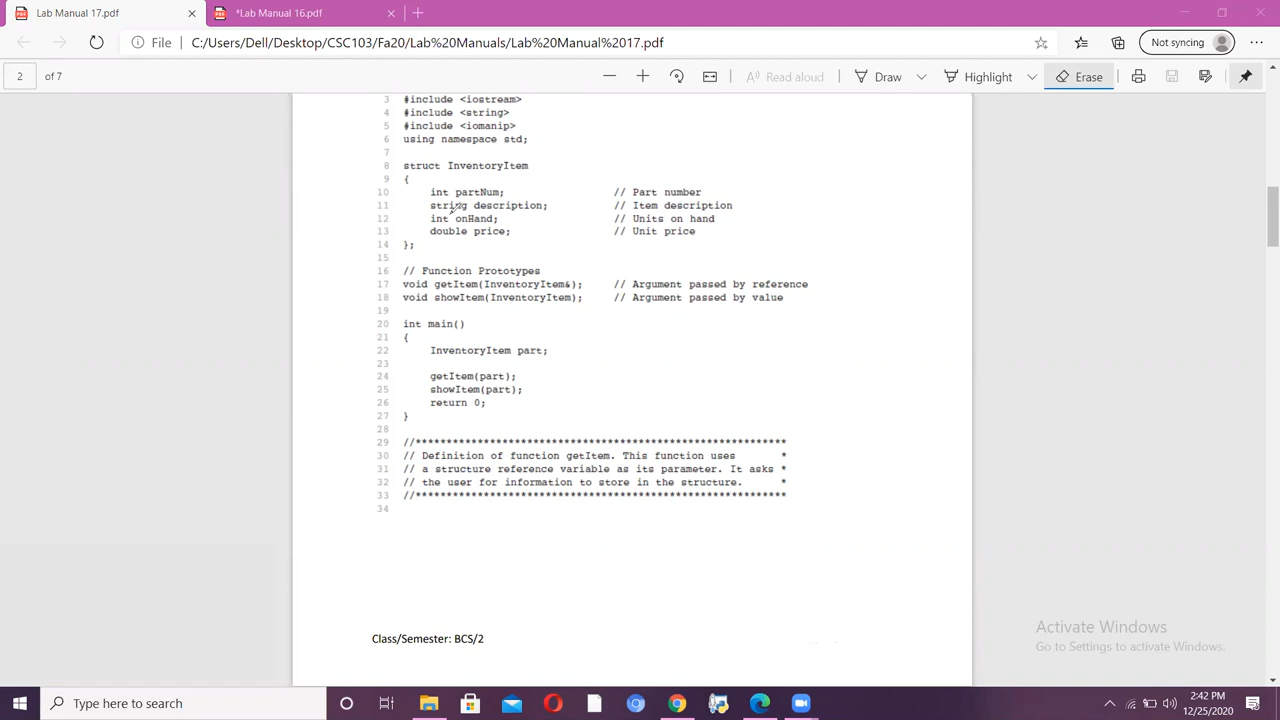 Lab Manual 17.pdf
*Lab Manual 16.pdf
File C:/Users/Dell/Desktop/CSC103/Fa20/Lab%20Manuals/Lab%20Manual%2017.pdf Not syncing
2 of 7 Read aloud Draw Highlight Erase
3 #include <iostream>
4 #include <string>
5 #include <iomanip>
6 using namespace std;
7
8 struct InventoryItem
9 {
10 int partNum; // Part number
11 string description; // Item description
12 int onHand; // Units on hand
13 double price; // Unit price
14 };
15
16 // Function Prototypes
17 void getItem(InventoryItem&); // Argument passed by reference
18 void showItem(InventoryItem); // Argument passed by value
19
20 int main()
21 {
22 InventoryItem part;
23
24 getItem(part);
25 showItem(part);
26 return 0;
27 }
28
29 //***********************************************************
30 // Definition of function getItem. This function uses *
31 // a structure reference variable as its parameter. It asks *
32 // the user for information to store in the structure. *
33 //***********************************************************
34
Class/Semester: BCS/2
Activate Windows
Go to Settings to activate Windows.
Type here to search
2:42 PM
12/25/2020